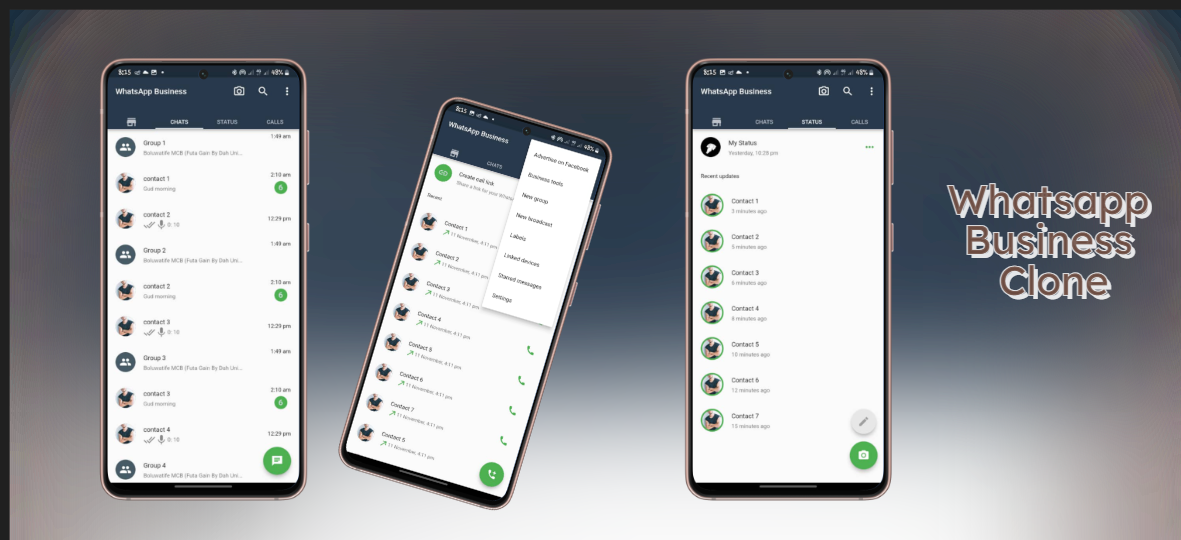 8:15
48%
WhatsApp Business
CHATS STATUS CALLS
Group 1 1:49 am
Boluwatife MCB (Futa Gain By Dah Uni...
contact 1 2:10 am
Gud morning 6
contact 2 12:29 pm
0:10
Group 2 1:49 am
Boluwatife MCB (Futa Gain By Dah Uni...
contact 2 2:10 am
Gud morning 6
contact 3 12:29 pm
0:10
Group 3 1:49 am
Boluwatife MCB (Futa Gain By Dah Uni...
contact 3 2:10 am
Gud morning 6
contact 4 12:29 pm
0:10
Group 4
Boluwatife MCB (Futa Gain By Dah Uni...
8:15
48%
WhatsApp Business
CHATS
Advertise on Facebook
Business tools
New group
New broadcast
Labels
Linked devices
Starred messages
Settings
Create call link
Share a link for your Whats
Recent
Contact 1
11 November, 4:11 pm
Contact 2
11 November, 4:11 pm
Contact 3
11 November, 4:11 pm
Contact 4
11 November, 4:11 pm
Contact 5
11 November, 4:11 pm
Contact 6
11 November, 4:11 pm
Contact 7
11 November, 4:11 pm
Contact 5
11 November, 4:11 pm
8:15
48%
WhatsApp Business
CHATS STATUS CALLS
My Status
Yesterday, 10:28 pm
Recent updates
Contact 1
3 minutes ago
Contact 2
5 minutes ago
Contact 3
6 minutes ago
Contact 4
8 minutes ago
Contact 5
10 minutes ago
Contact 6
12 minutes ago
Contact 7
15 minutes ago
Whatsapp
Business
Clone